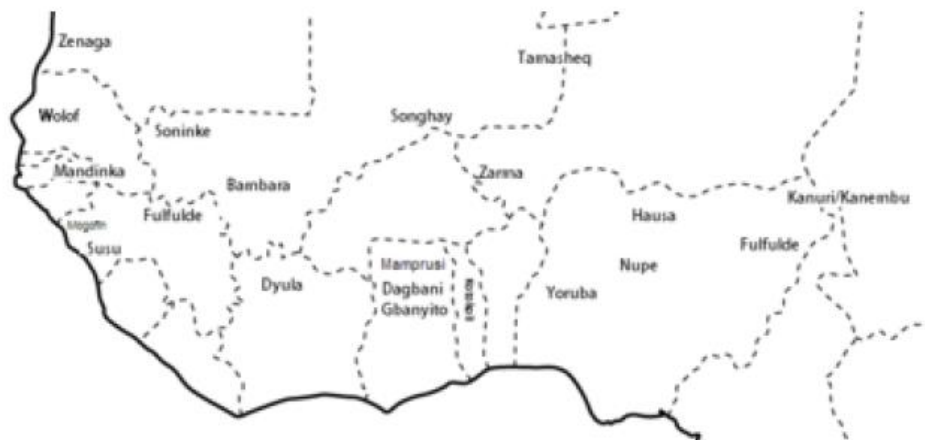 Zenaga
Tamasheq
Wolof
Soninke
Songhay
Mandinka
Bambara
Zarma
Kanuri/Kanembu
Fulfulde
Hausa
Susu
Fulfulde
Nupe
Mamprusi
Dyula
Dagbani
Yoruba
Gbanyito